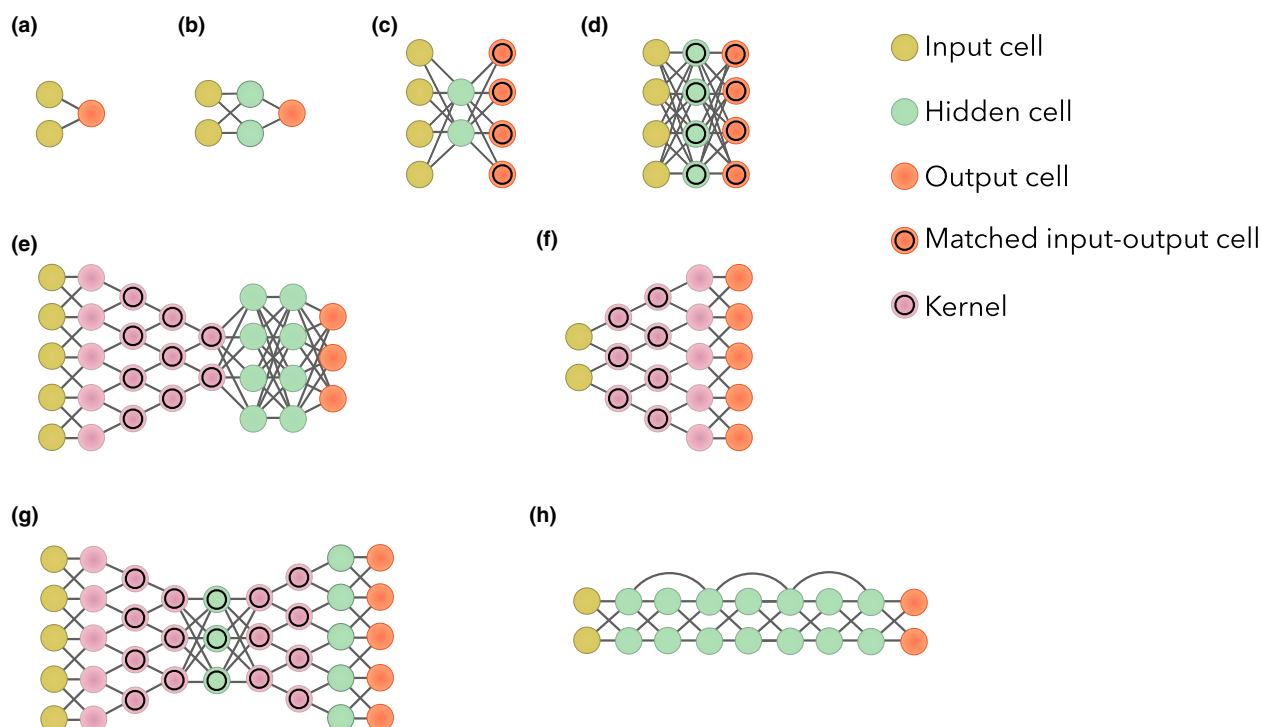 (a)
(b)
(c)
(d)
Input cell
Hidden cell
Output cell
Matched input-output cell
Kernel
(e)
(f)
(g)
(h)